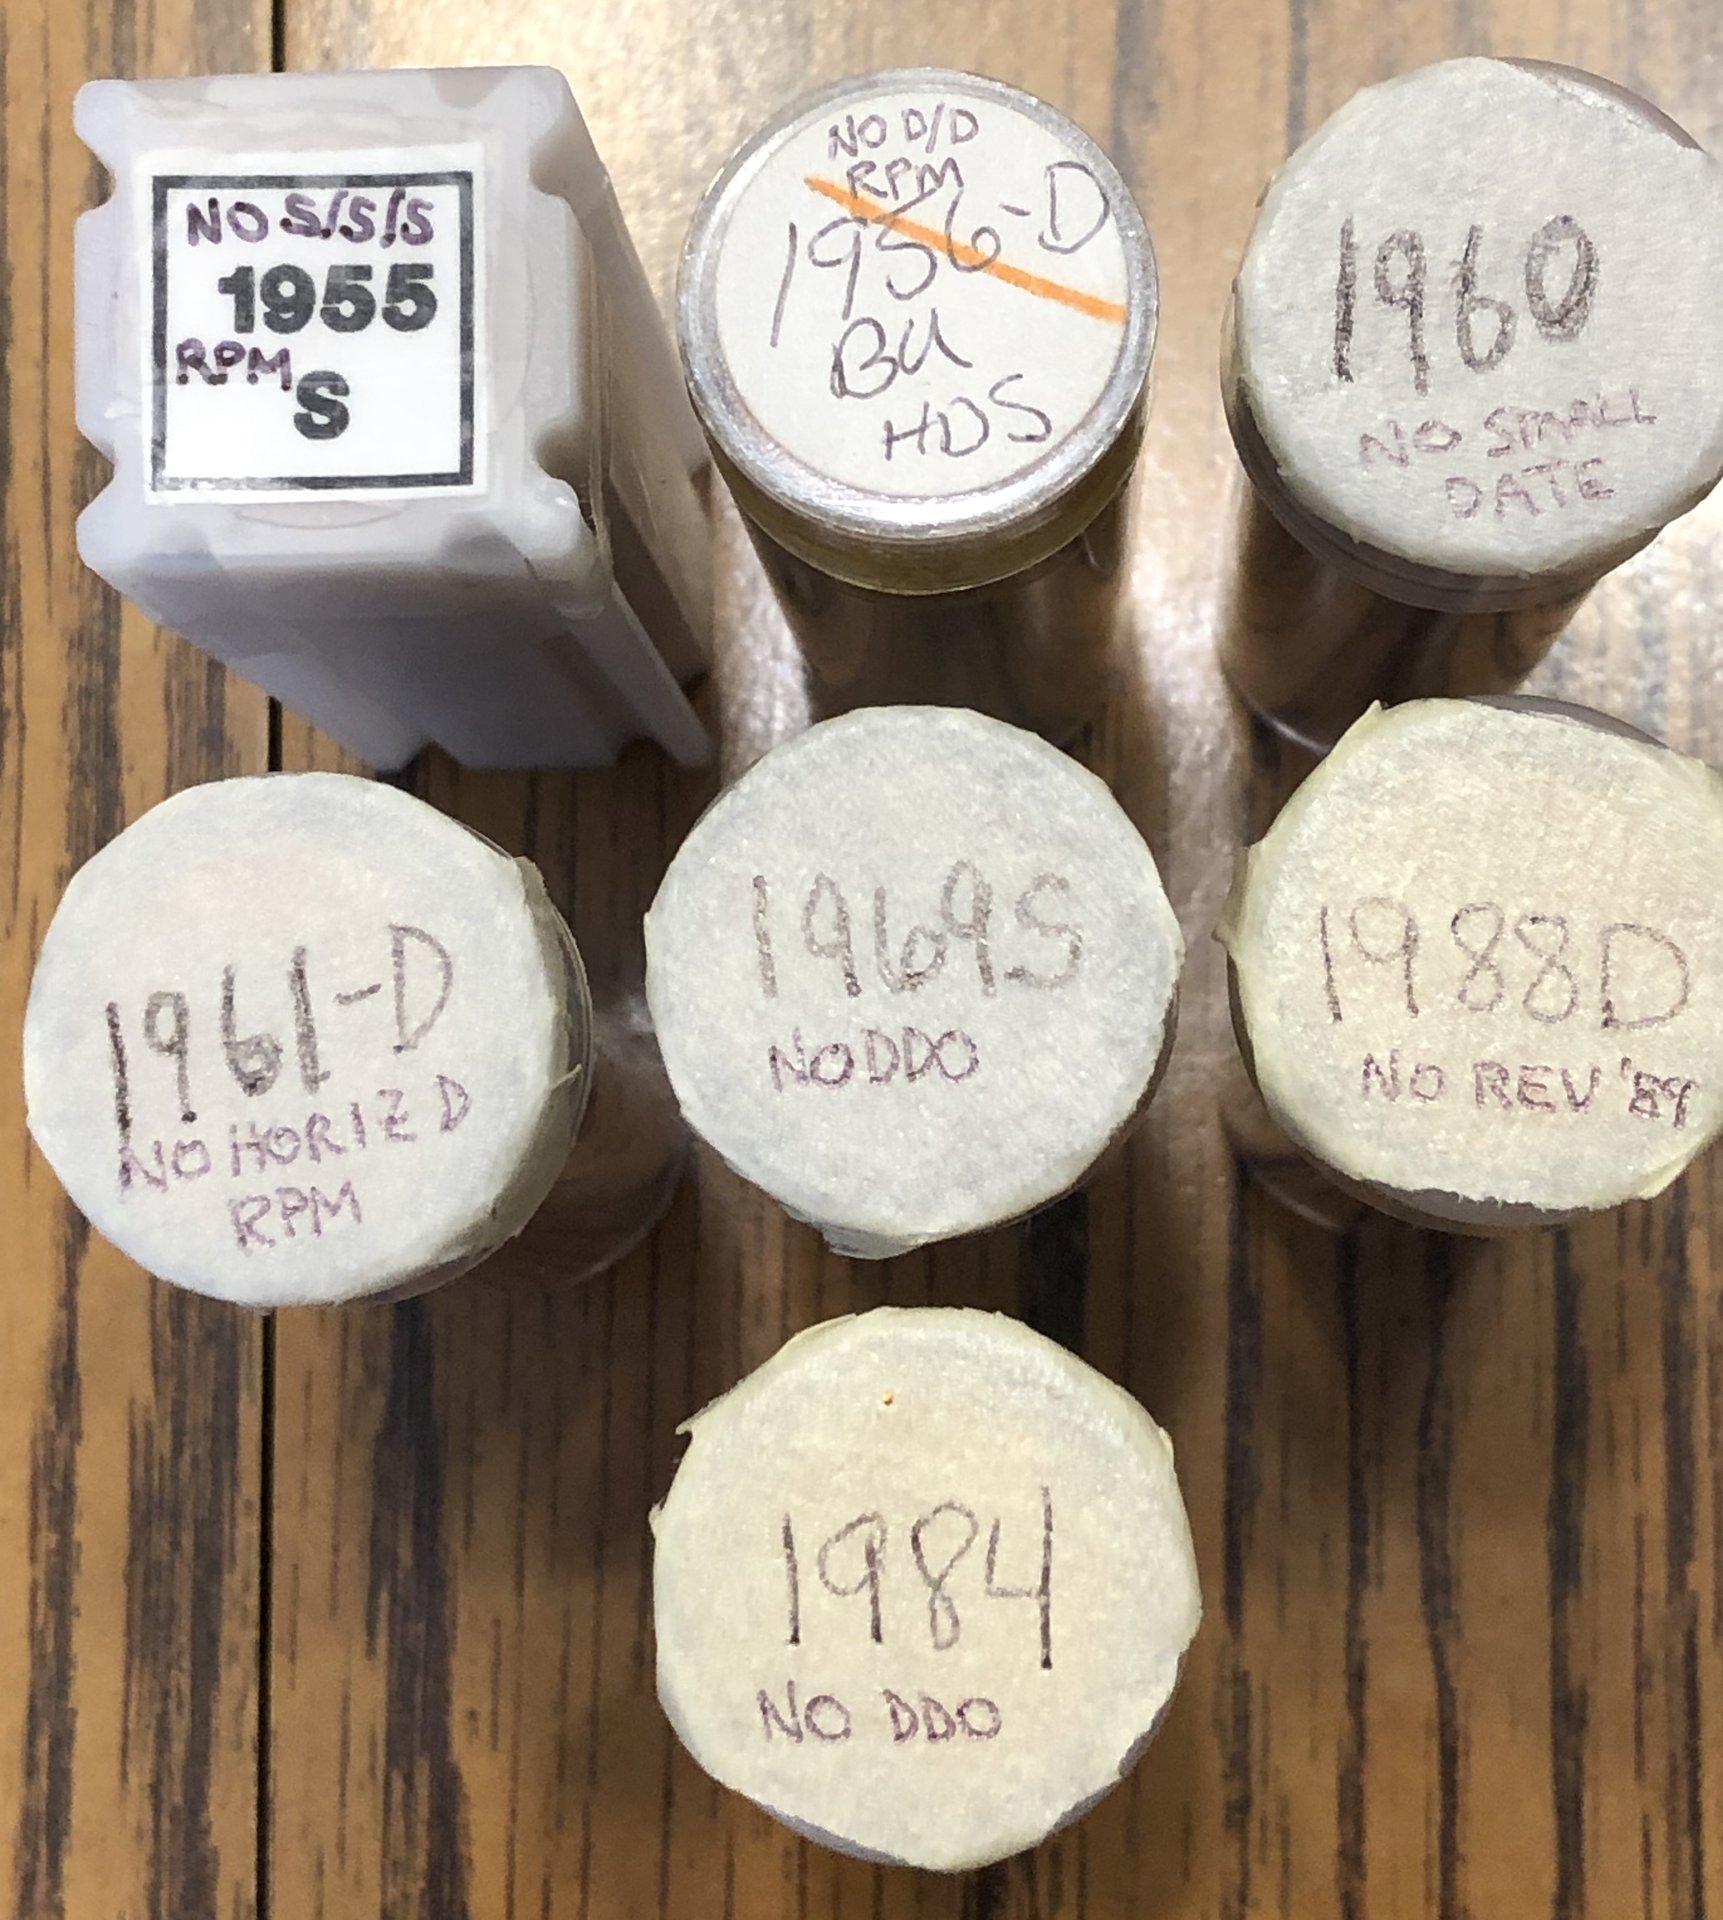 NO S/S/S
1955
RPM
S
NO D/D
RPM
1956-D
BU
HDS
1960
NO SMALL
DATE
1961-D
NO HORIZ D
RPM
1969S
NO DDO
1988D
NO REV '89
1984
NO DDO